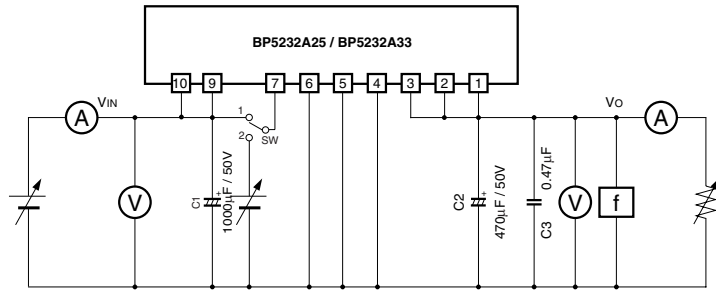 BP5232A25 / BP5232A33
10 9 7 6 5 4 3 2 1
A VIN 1 VO A
2 SW
V C1 + 1000µF / 50V C2 + 470µF / 50V C3 0.47µF V f